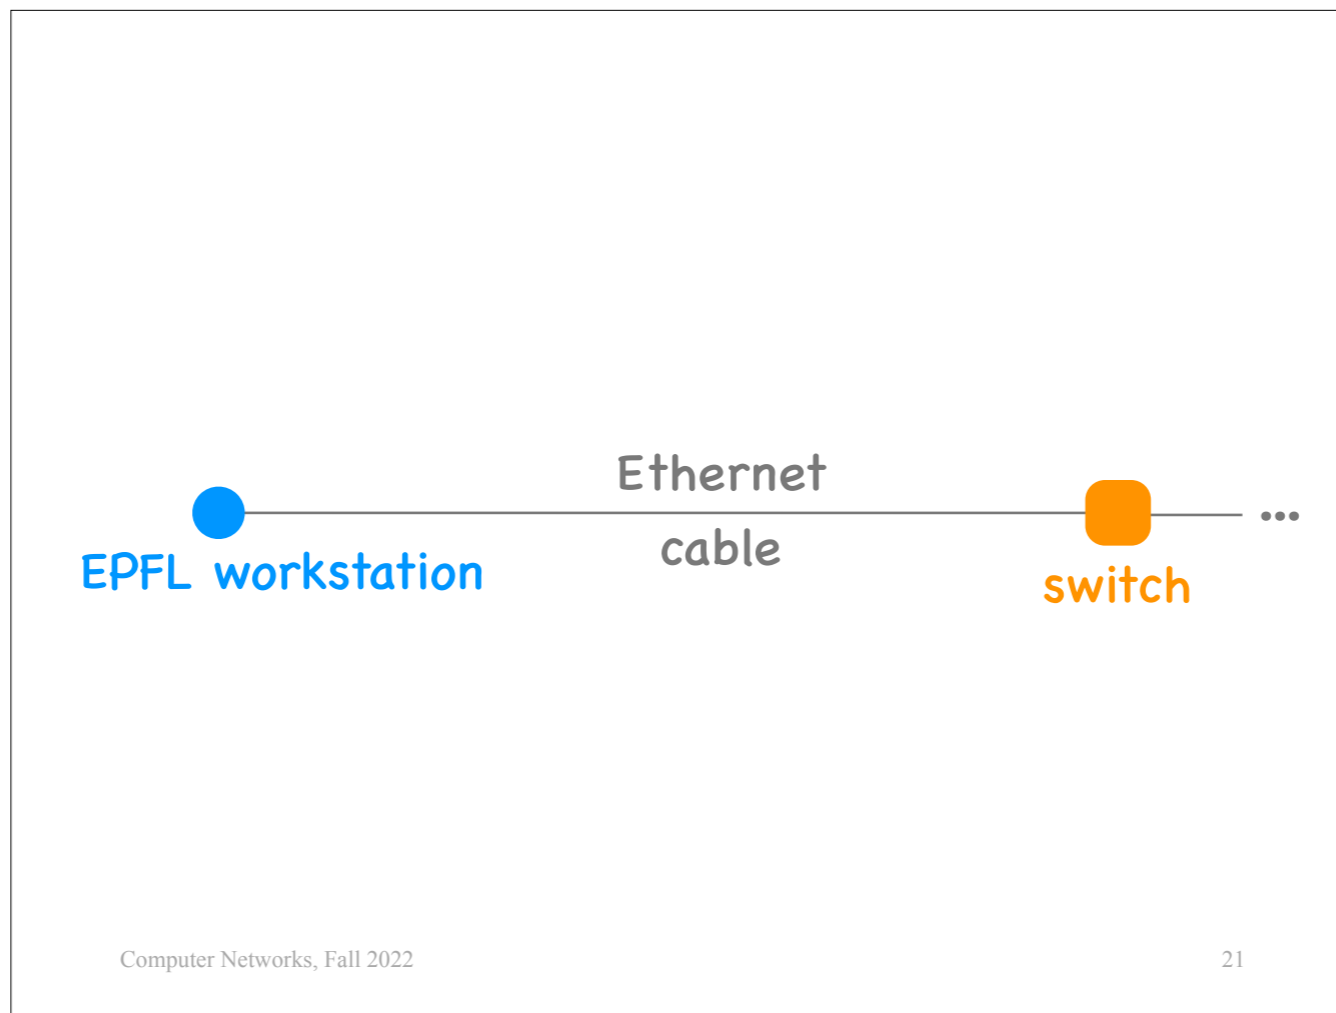 Ethernet
cable
EPFL workstation
switch
...
Computer Networks, Fall 2022
21